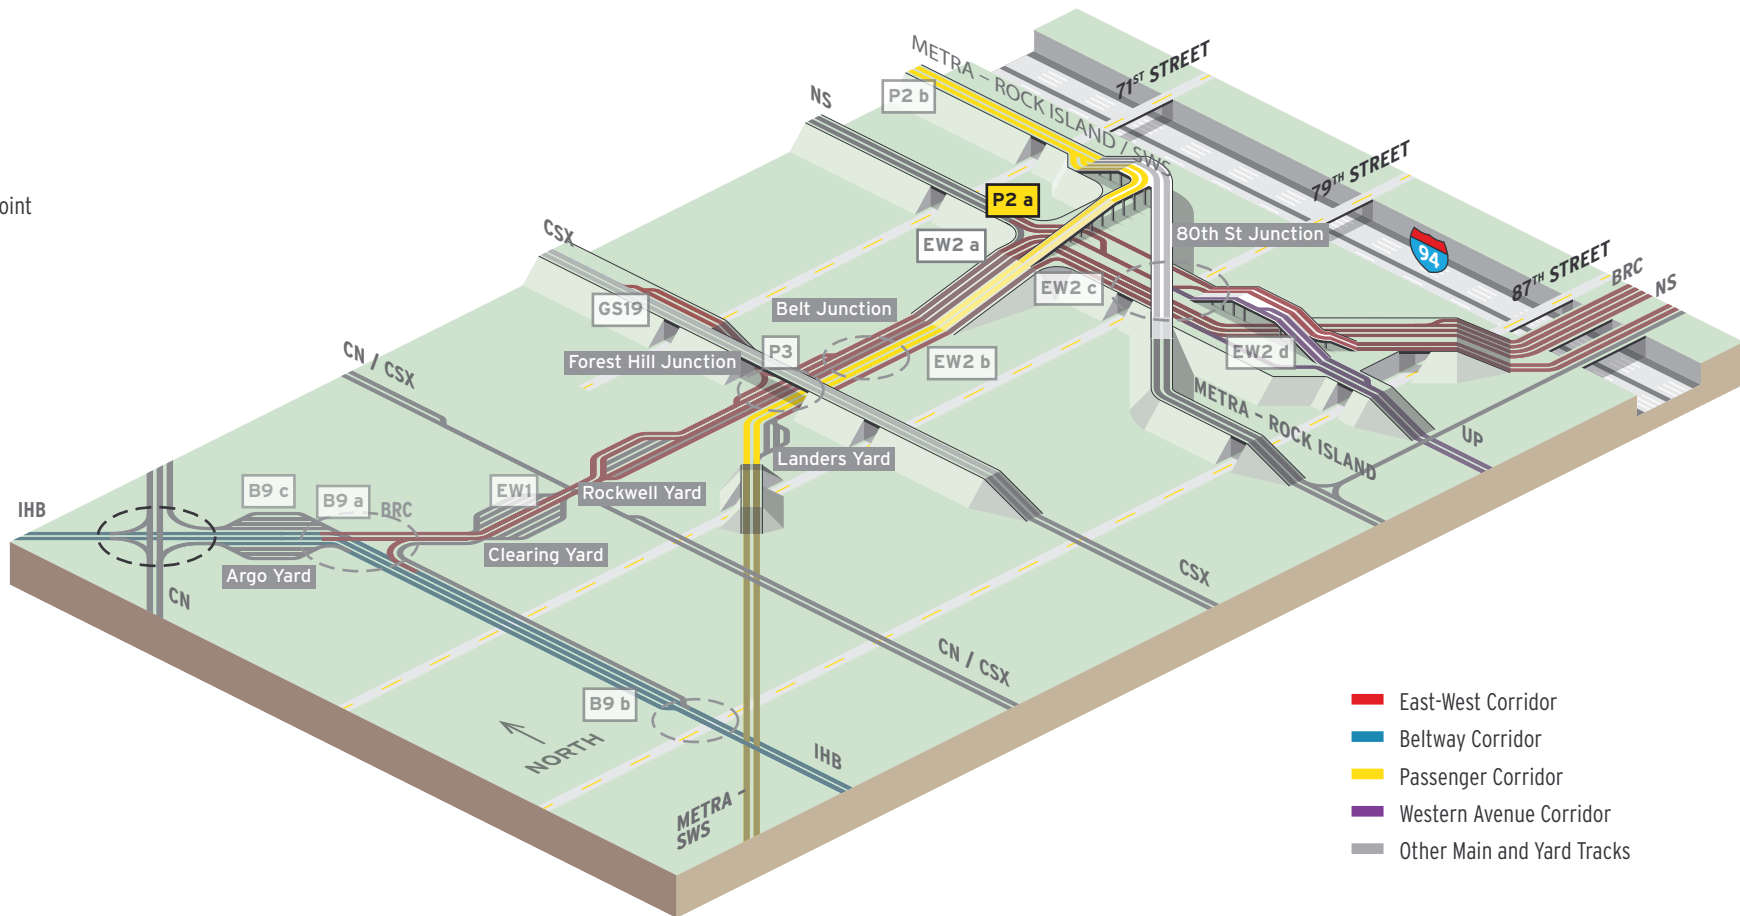 oint
METRA – ROCK ISLAND / SWS
71ST STREET
P2 b
NS
79TH STREET
P2 a
80th St Junction
94
CSX
EW2 a
87TH STREET
BRC
NS
EW2 c
GS19
Belt Junction
CN / CSX
Forest Hill Junction
P3
EW2 b
EW2 d
METRA – ROCK ISLAND
UP
Landers Yard
IHB
B9 c
B9 a
BRC
EW1
Rockwell Yard
Clearing Yard
Argo Yard
CN
CSX
CN / CSX
B9 b
NORTH
IHB
METRA –
SWS
East-West Corridor
Beltway Corridor
Passenger Corridor
Western Avenue Corridor
Other Main and Yard Tracks